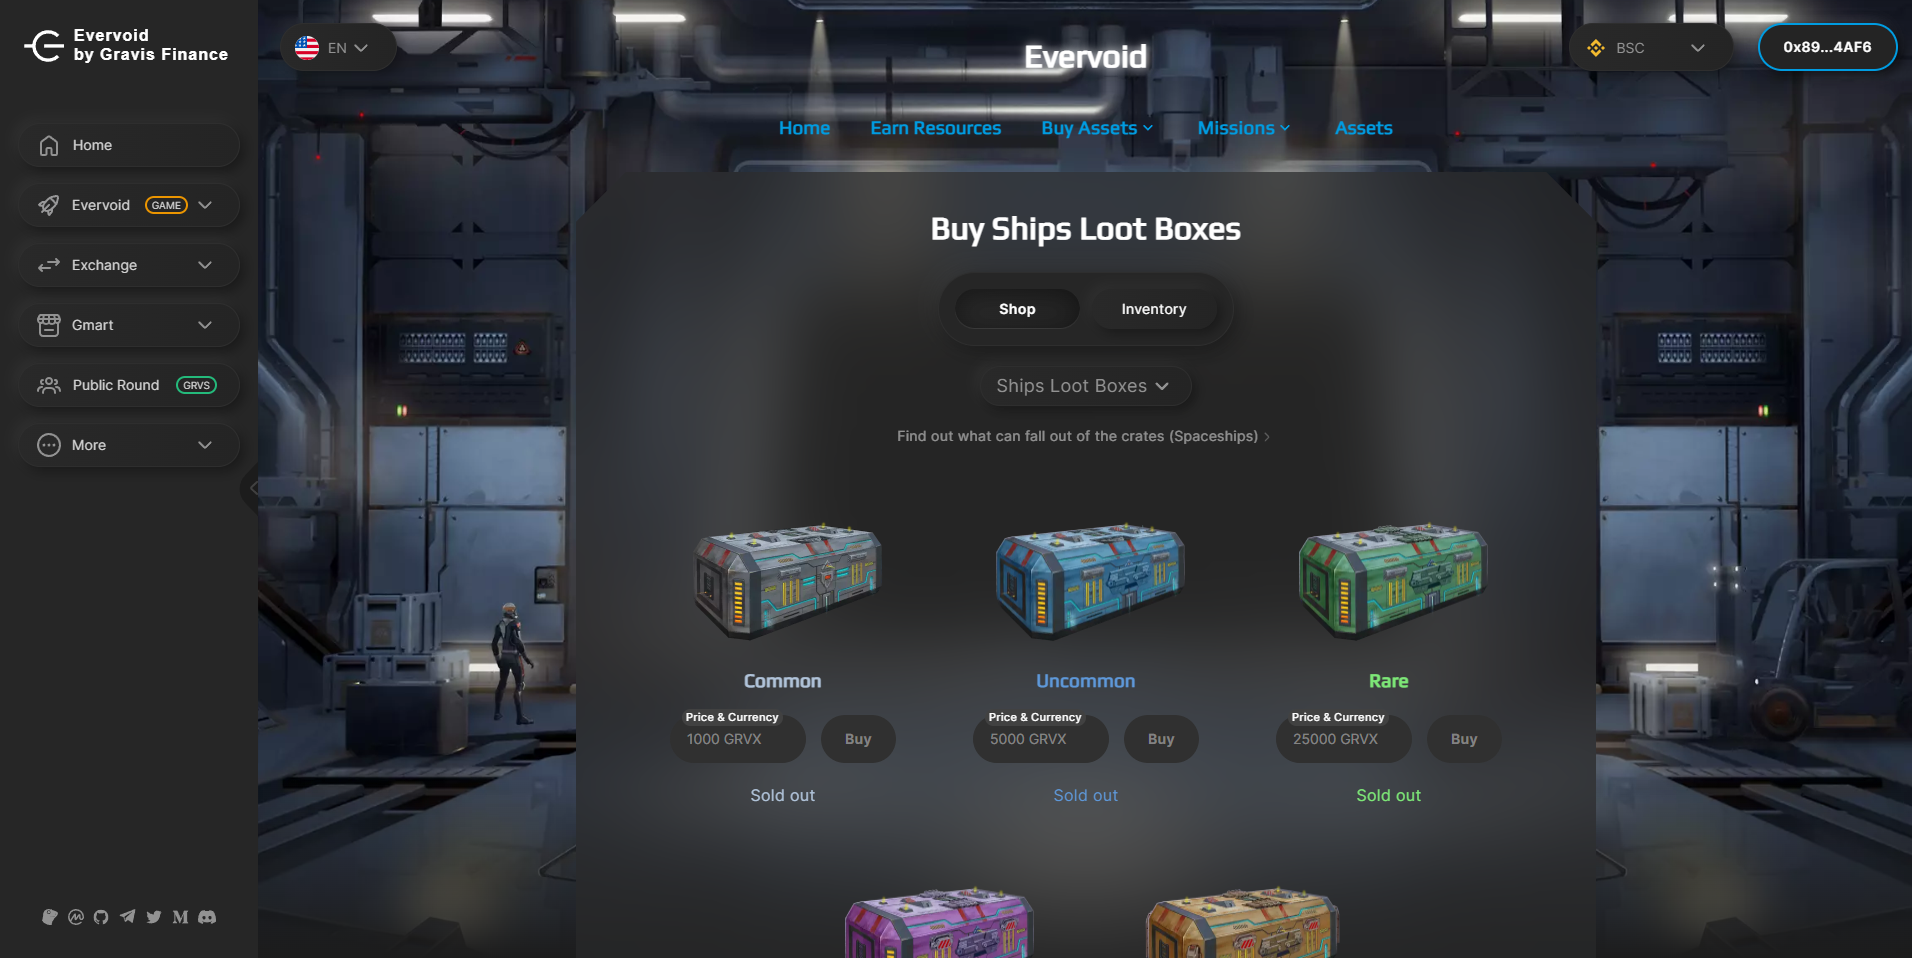 Evervoid
by Gravis Finance
EN
Evervoid
BSC
0x89...4AF6
Home
Earn Resources
Buy Assets
Missions
Assets
Home
Evervoid
GAME
Exchange
Gmart
Public Round
GRVS
More
Buy Ships Loot Boxes
Shop
Inventory
Ships Loot Boxes
Find out what can fall out of the crates (Spaceships)
Common
Price & Currency
1000 GRVX
Buy
Sold out
Uncommon
Price & Currency
5000 GRVX
Buy
Sold out
Rare
Price & Currency
25000 GRVX
Buy
Sold out